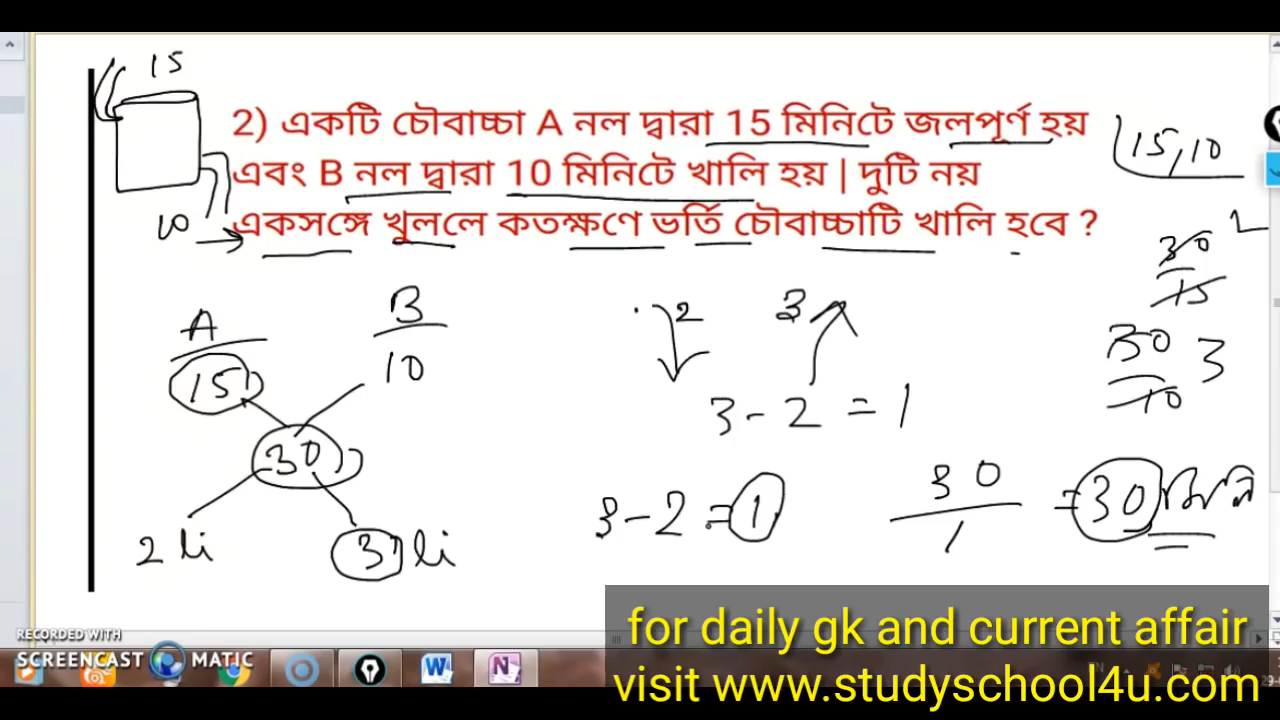 15
2) একটি চৌবাচ্চা A নল দ্বারা 15 মিনিটে জলপূর্ণ হয়
15, 10
এবং B নল দ্বারা 10 মিনিটে খালি হয় | দুটি নয়
10
একসঙ্গে খুললে কতক্ষণে ভর্তি চৌবাচ্চাটি খালি হবে ?
30 2
15
A
B
2
3
15
10
30 3
10
3 - 2 = 1
30
3 - 2 = 1
30
1
= 30 মিনি
2 li
3 li
for daily gk and current affair
visit www.studyschool4u.com
RECORDED WITH
SCREENCAST MATIC